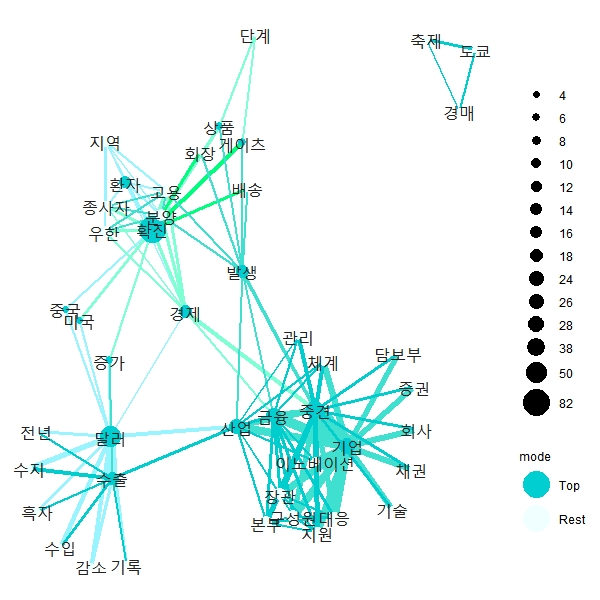 단계
축제
도쿄
경매
상품
회장
게이츠
지역
환자
고용
배송
종사자
분양
우한
확진
발생
중국
미국
경제
증가
관리
체계
담보부
증권
중견
금융
산업
회사
기업
전년
달러
이노베이션
채권
수지
수출
장관
기술
흑자
본부
구성원
대응
지원
수입
감소
기록
4
6
8
10
12
14
16
18
24
26
28
38
50
82
mode
Top
Rest